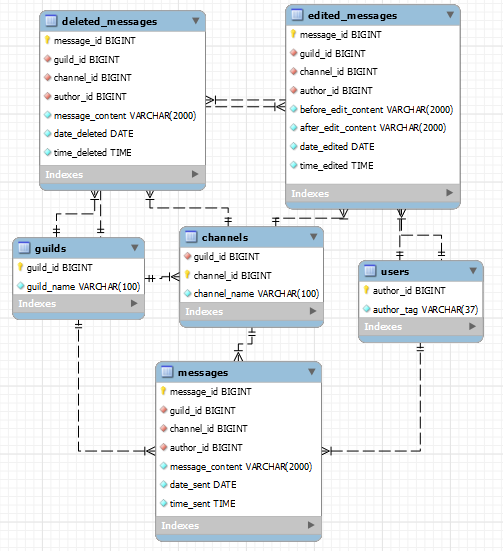 deleted_messages
message_id BIGINT
guild_id BIGINT
channel_id BIGINT
author_id BIGINT
message_content VARCHAR(2000)
date_deleted DATE
time_deleted TIME
Indexes
edited_messages
message_id BIGINT
guild_id BIGINT
channel_id BIGINT
author_id BIGINT
before_edit_content VARCHAR(2000)
after_edit_content VARCHAR(2000)
date_edited DATE
time_edited TIME
Indexes
guilds
guild_id BIGINT
guild_name VARCHAR(100)
Indexes
channels
guild_id BIGINT
channel_id BIGINT
channel_name VARCHAR(100)
Indexes
users
author_id BIGINT
author_tag VARCHAR(37)
Indexes
messages
message_id BIGINT
guild_id BIGINT
channel_id BIGINT
author_id BIGINT
message_content VARCHAR(2000)
date_sent DATE
time_sent TIME
Indexes